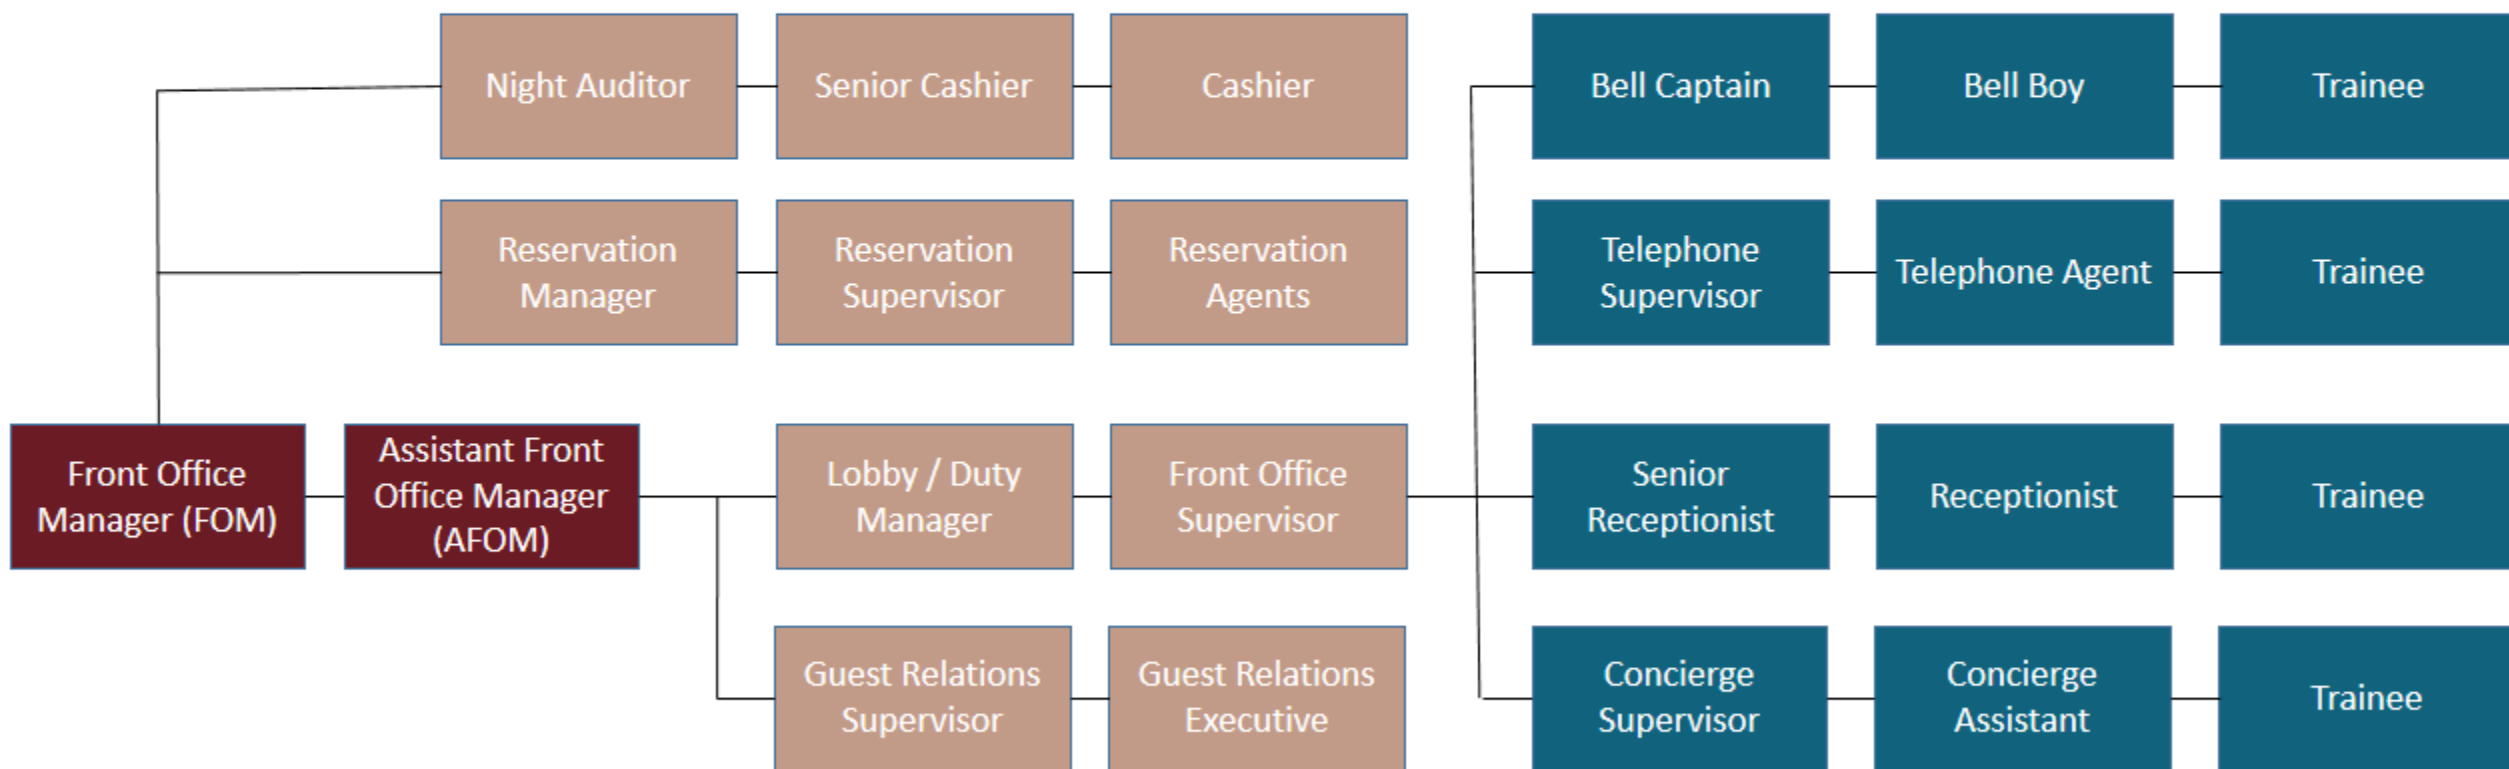 Night Auditor
Senior Cashier
Cashier
Bell Captain
Bell Boy
Trainee
Reservation
Manager
Reservation
Supervisor
Reservation
Agents
Telephone
Supervisor
Telephone Agent
Trainee
Front Office
Manager (FOM)
Assistant Front
Office Manager
(AFOM)
Lobby / Duty
Manager
Front Office
Supervisor
Senior
Receptionist
Receptionist
Trainee
Guest Relations
Supervisor
Guest Relations
Executive
Concierge
Supervisor
Concierge
Assistant
Trainee